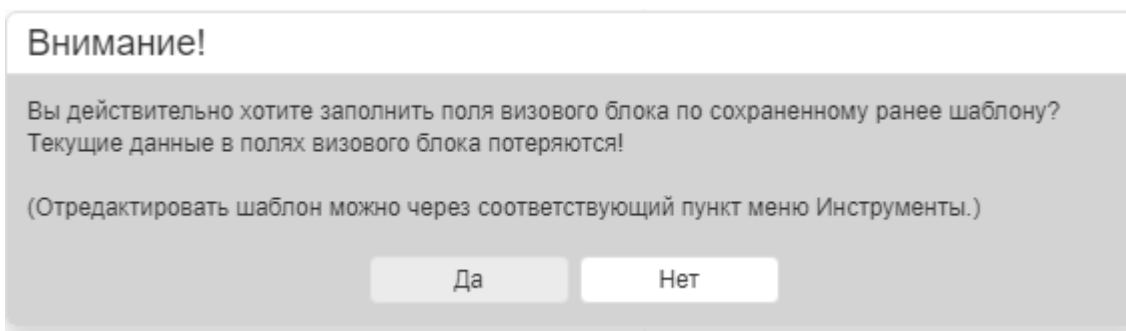 Внимание!
Вы действительно хотите заполнить поля визового блока по сохраненному ранее шаблону?
Текущие данные в полях визового блока потеряются!
(Отредактировать шаблон можно через соответствующий пункт меню Инструменты.)
Да
Нет